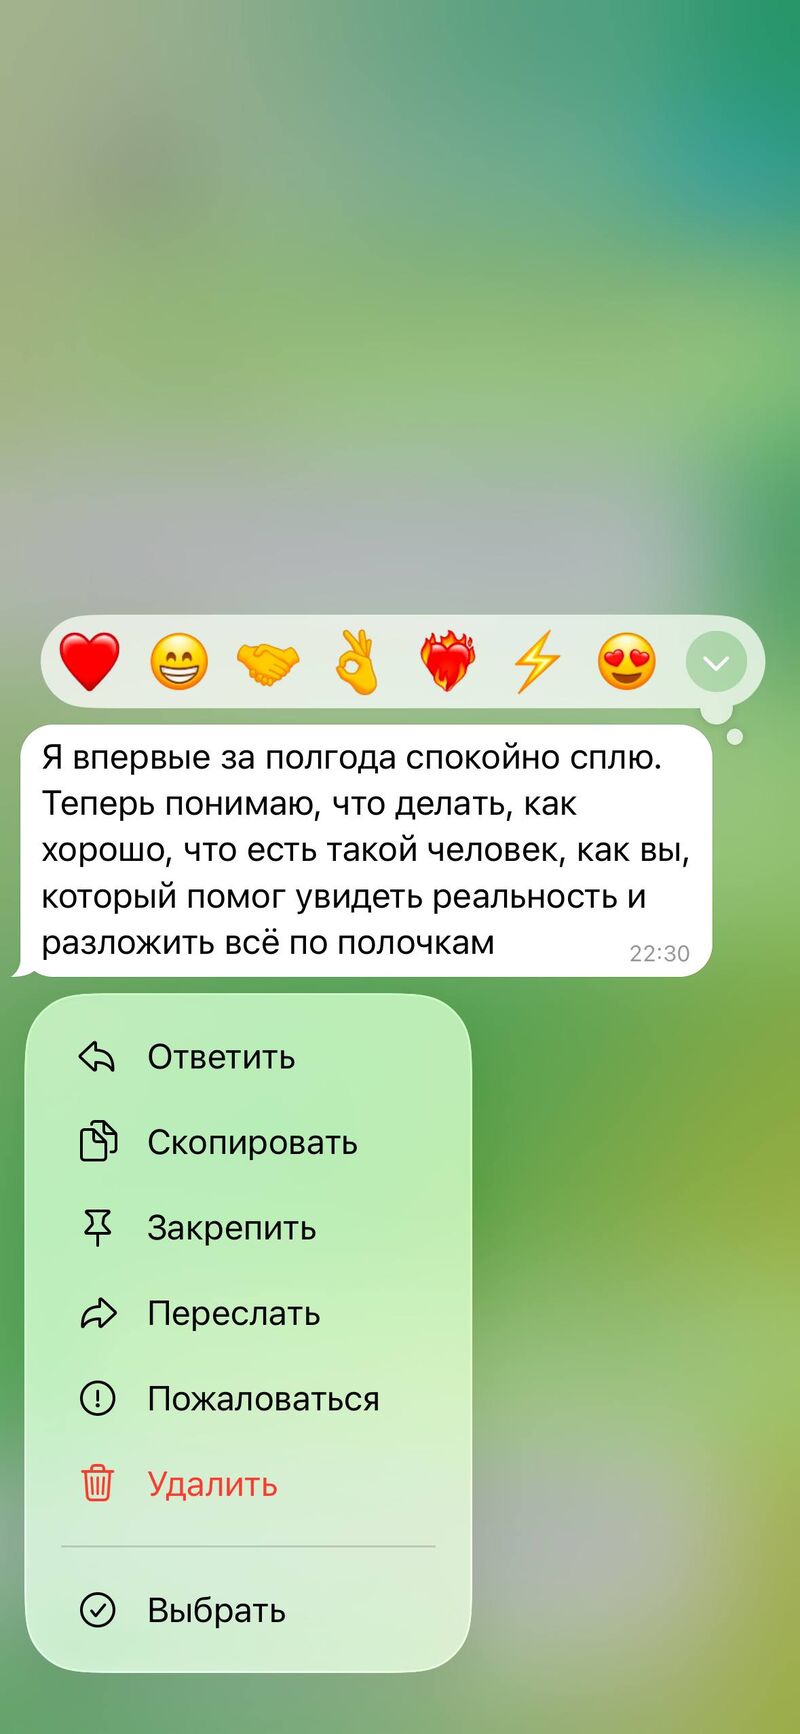 Я впервые за полгода спокойно сплю.
Теперь понимаю, что делать, как
хорошо, что есть такой человек, как вы,
который помог увидеть реальность и
разложить всё по полочкам
22:30
Ответить
Скопировать
Закрепить
Переслать
Пожаловаться
Удалить
Выбрать